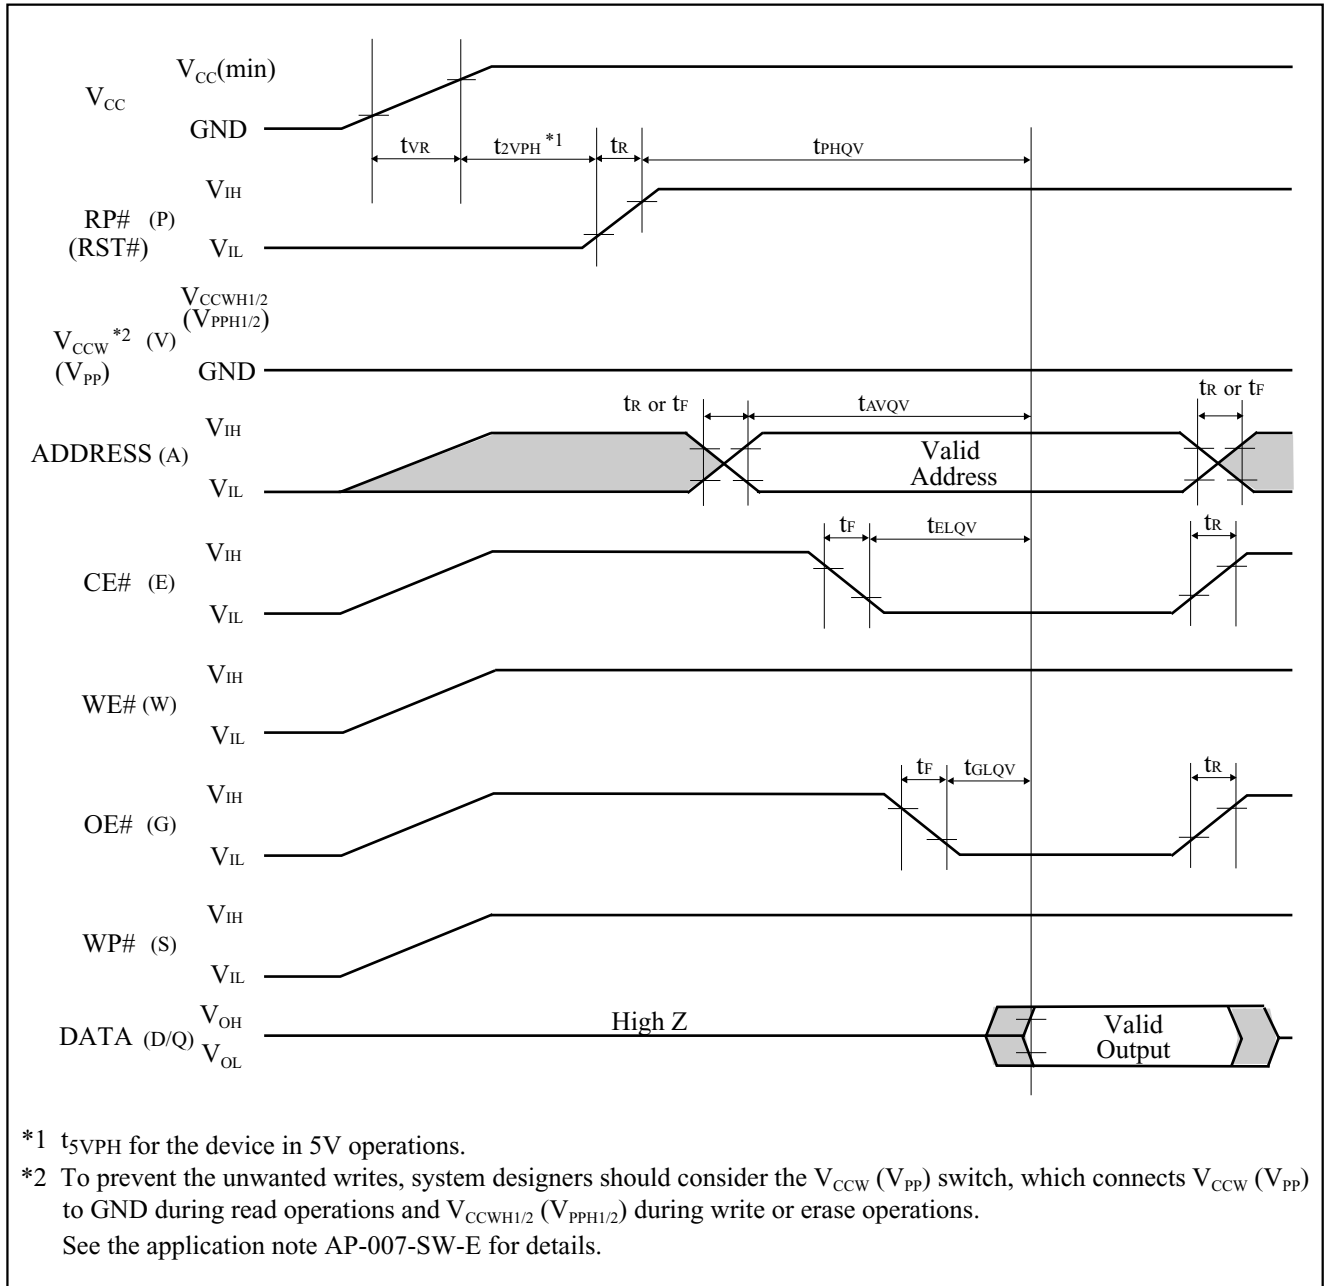 VCC(min)
VCC
GND
tVR
t2VPH *1
tR
tPHQV
VIH
RP# (P)
(RST#)
VIL
VCCWH1/2
(VPPH1/2)
VCCW *2 (V)
(VPP)
GND
tR or tF
tAVQV
tR or tF
VIH
ADDRESS (A)
Valid
Address
VIL
tF
tELQV
tR
VIH
CE# (E)
VIL
VIH
WE# (W)
VIL
tF
tGLQV
tR
VIH
OE# (G)
VIL
VIH
WP# (S)
VIL
VOH
High Z
Valid
DATA (D/Q)
Output
VOL
*1 t5VPH for the device in 5V operations.
*2 To prevent the unwanted writes, system designers should consider the VCCW (VPP) switch, which connects VCCW (VPP)
to GND during read operations and VCCWH1/2 (VPPH1/2) during write or erase operations.
See the application note AP-007-SW-E for details.